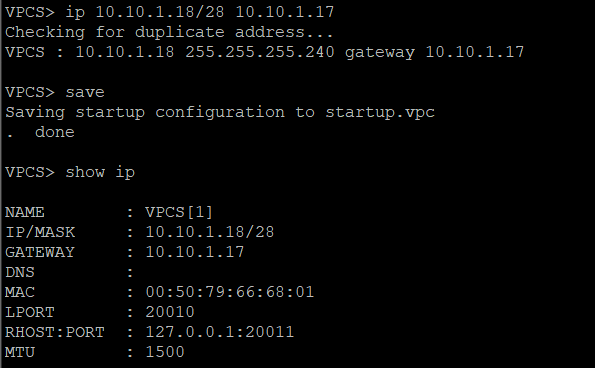 VPCS> ip 10.10.1.18/28 10.10.1.17
Checking for duplicate address...
VPCS : 10.10.1.18 255.255.255.240 gateway 10.10.1.17
VPCS> save
Saving startup configuration to startup.vpc
.  done
VPCS> show ip
NAME        : VPCS[1]
IP/MASK     : 10.10.1.18/28
GATEWAY     : 10.10.1.17
DNS         :
MAC         : 00:50:79:66:68:01
LPORT       : 20010
RHOST:PORT  : 127.0.0.1:20011
MTU         : 1500